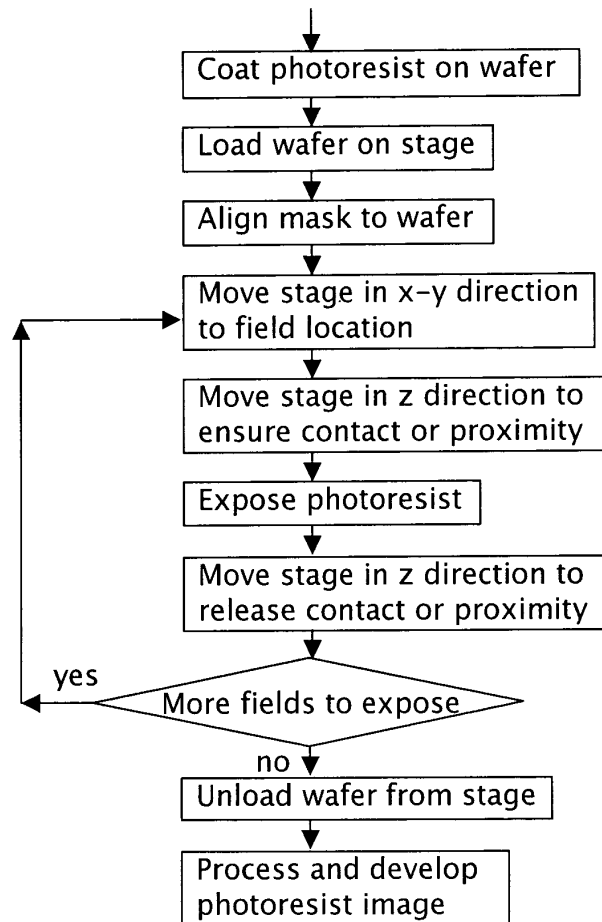 Coat photoresist on wafer
Load wafer on stage
Align mask to wafer
Move stage in x-y direction
to field location
Move stage in z direction to
ensure contact or proximity
Expose photoresist
Move stage in z direction to
release contact or proximity
yes
More fields to expose
no
Unload wafer from stage
Process and develop
photoresist image